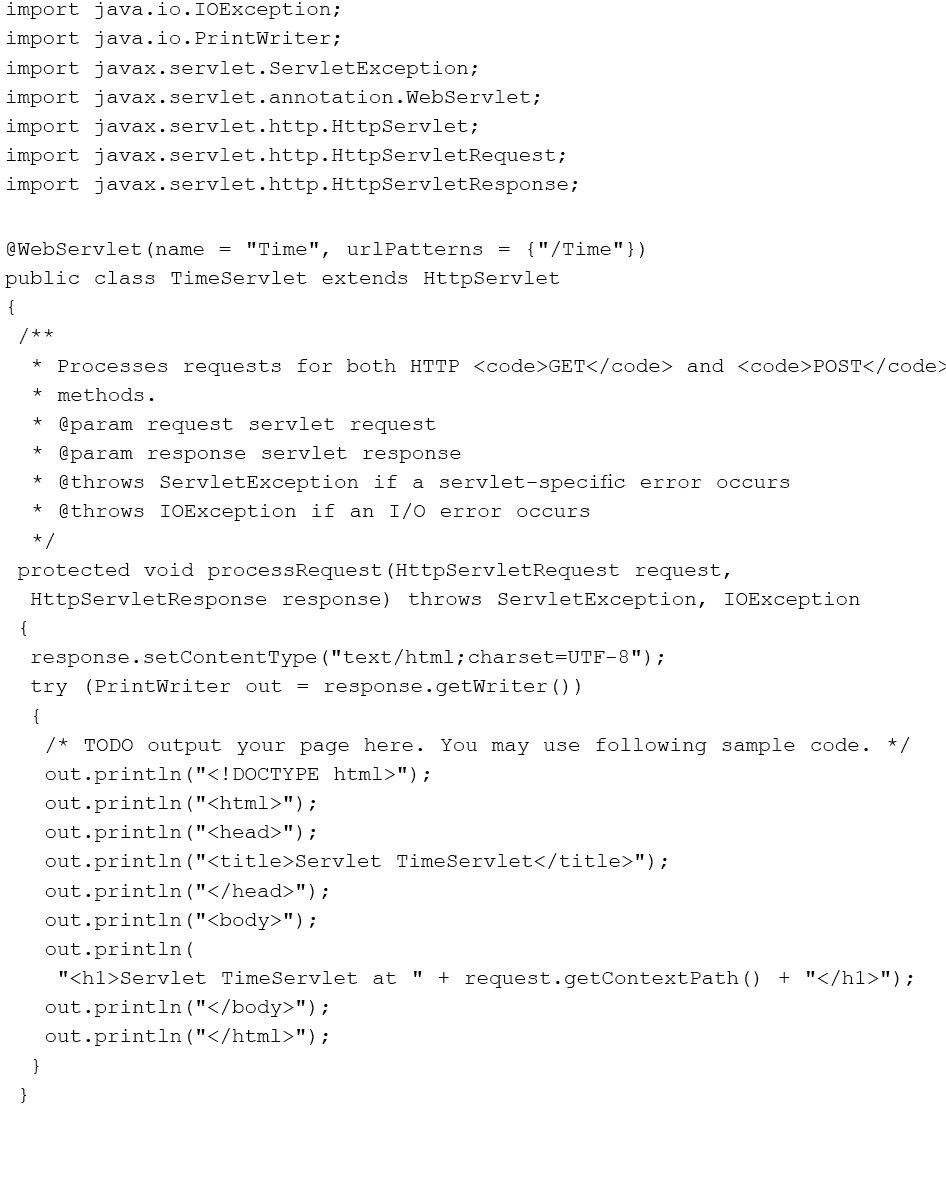 import java.io.IOException;
import java.io.PrintWriter;
import javax.servlet.ServletException;
import javax.servlet.annotation.WebServlet;
import javax.servlet.http.HttpServlet;
import javax.servlet.http.HttpServletRequest;
import javax.servlet.http.HttpServletResponse;

@WebServlet(name = "Time", urlPatterns = {"/Time"})
public class TimeServlet extends HttpServlet
{
 /**
  * Processes requests for both HTTP <code>GET</code> and <code>POST</code>
  * methods.
  * @param request servlet request
  * @param response servlet response
  * @throws ServletException if a servlet-specific error occurs
  * @throws IOException if an I/O error occurs
  */
 protected void processRequest(HttpServletRequest request,
  HttpServletResponse response) throws ServletException, IOException
 {
  response.setContentType("text/html;charset=UTF-8");
  try (PrintWriter out = response.getWriter())
  {
   /* TODO output your page here. You may use following sample code. */
   out.println("<!DOCTYPE html>");
   out.println("<html>");
   out.println("<head>");
   out.println("<title>Servlet TimeServlet</title>");
   out.println("</head>");
   out.println("<body>");
   out.println(
    "<h1>Servlet TimeServlet at " + request.getContextPath() + "</h1>");
   out.println("</body>");
   out.println("</html>");
  }
 }